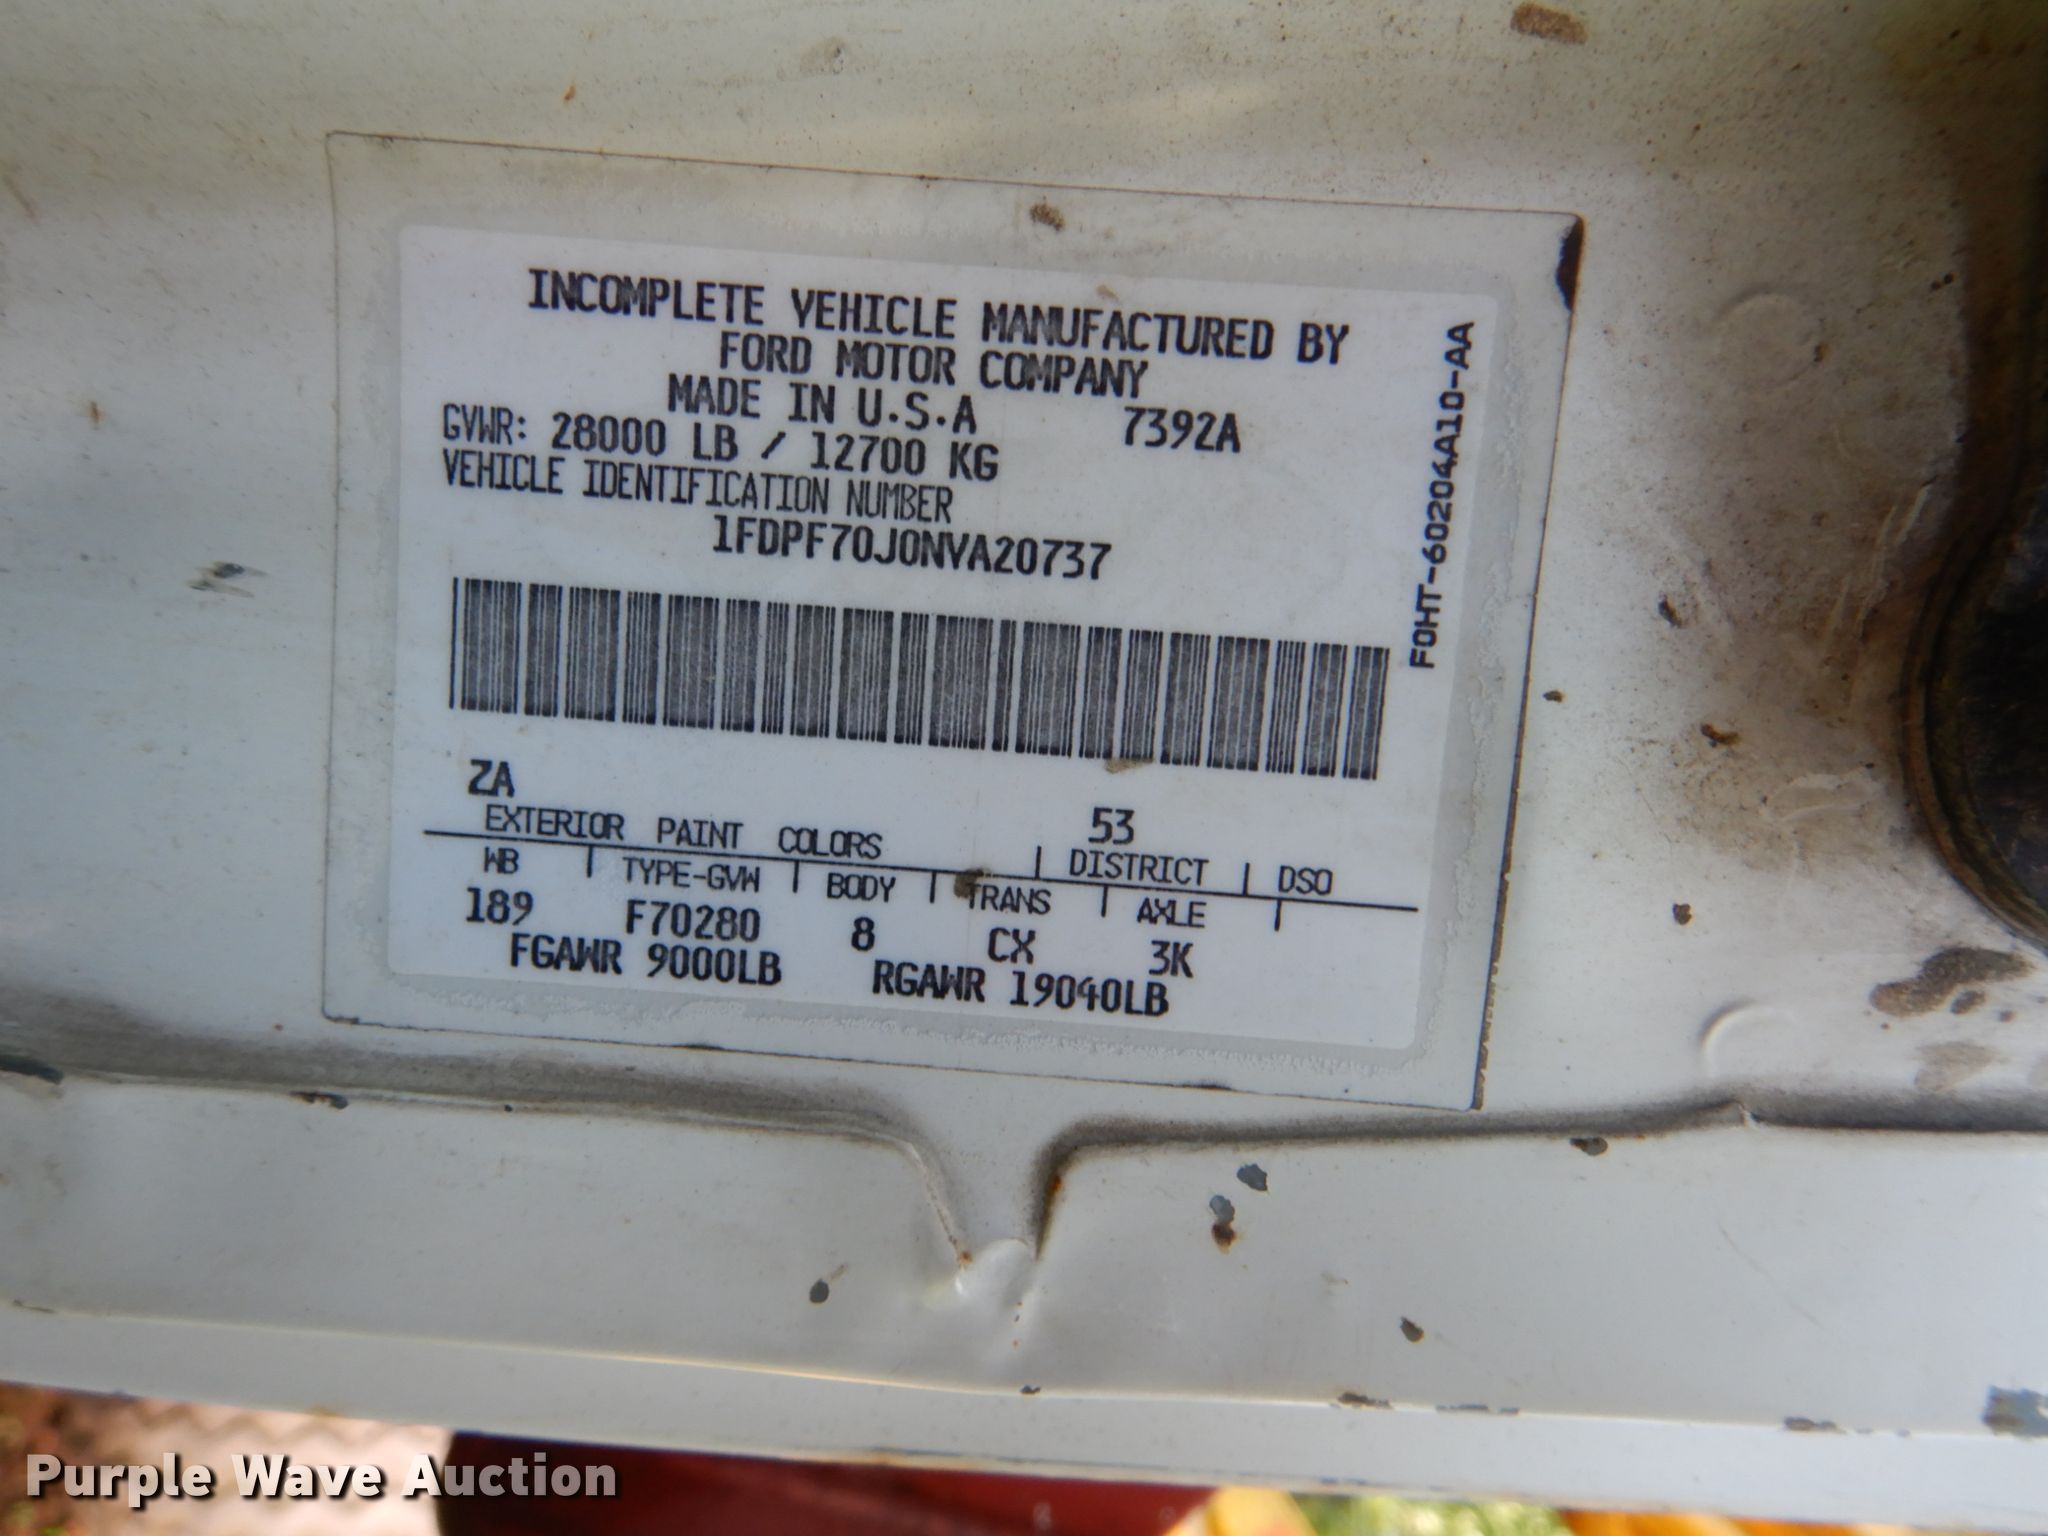 INCOMPLETE VEHICLE MANUFACTURED BY
FORD MOTOR COMPANY
MADE IN U.S.A 7392A
GVWR: 28000 LB / 12700 KG
VEHICLE IDENTIFICATION NUMBER
1FDPF70J0NVA20737
F0HT-60204A10-AA
ZA 53
EXTERIOR PAINT COLORS DISTRICT DSO
WB TYPE-GVW BODY TRANS AXLE
189 F70280 8 CX 3K
FGAWR 9000LB RGAWR 19040LB
Purple Wave Auction